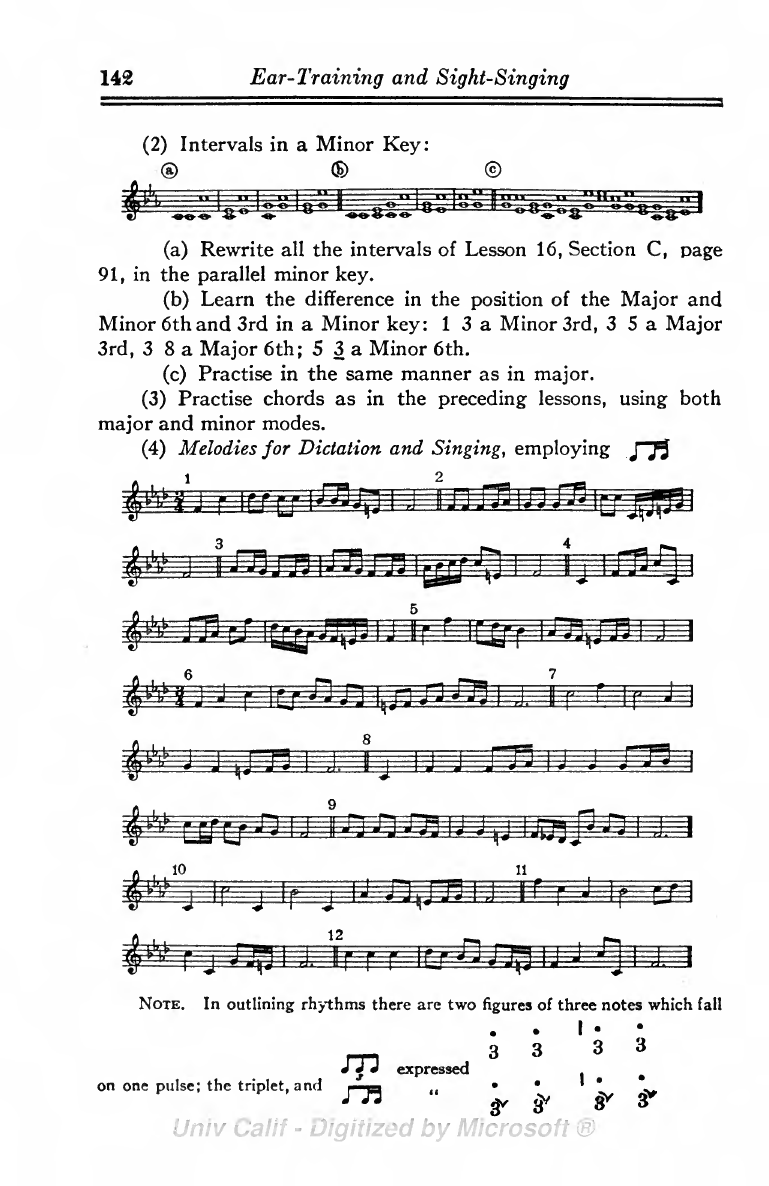 142 Ear-Training and Sight-Singing
(2) Intervals in a Minor Key:
ⓐ ⓑ ⓒ
(a) Rewrite all the intervals of Lesson 16, Section C, page
91, in the parallel minor key.
(b) Learn the difference in the position of the Major and
Minor 6th and 3rd in a Minor key: 1 3 a Minor 3rd, 3 5 a Major
3rd, 3 8 a Major 6th; 5 3 a Minor 6th.
(c) Practise in the same manner as in major.
(3) Practise chords as in the preceding lessons, using both
major and minor modes.
(4) Melodies for Dictation and Singing, employing
1 2
3 4
5
6 7
8
9
10 11
12
NOTE. In outlining rhythms there are two figures of three notes which fall
3 3 3 3
expressed
on one pulse; the triplet, and "
3 3 3 3
Univ Calif - Digitized by Microsoft ®